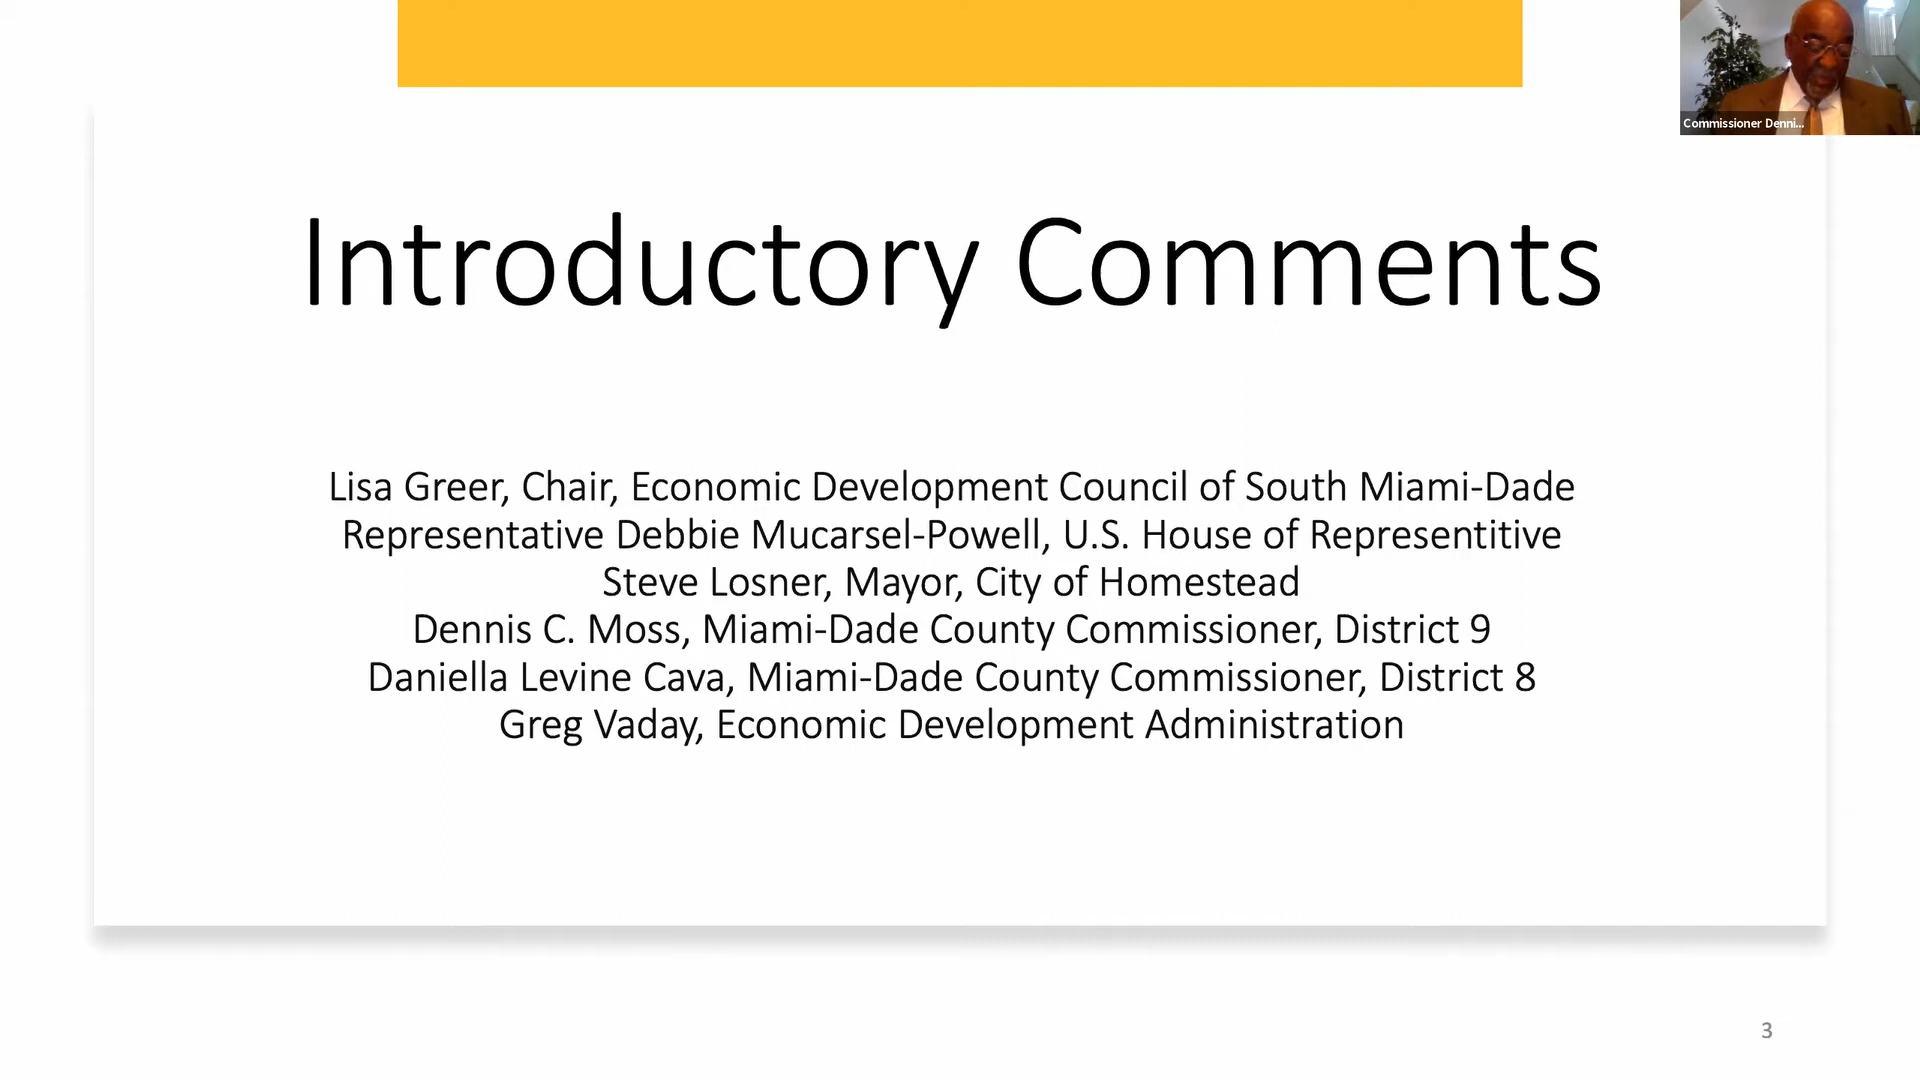 Commissioner Denni...
Introductory Comments
Lisa Greer, Chair, Economic Development Council of South Miami-Dade
Representative Debbie Mucarsel-Powell, U.S. House of Representitive
Steve Losner, Mayor, City of Homestead
Dennis C. Moss, Miami-Dade County Commissioner, District 9
Daniella Levine Cava, Miami-Dade County Commissioner, District 8
Greg Vaday, Economic Development Administration
3